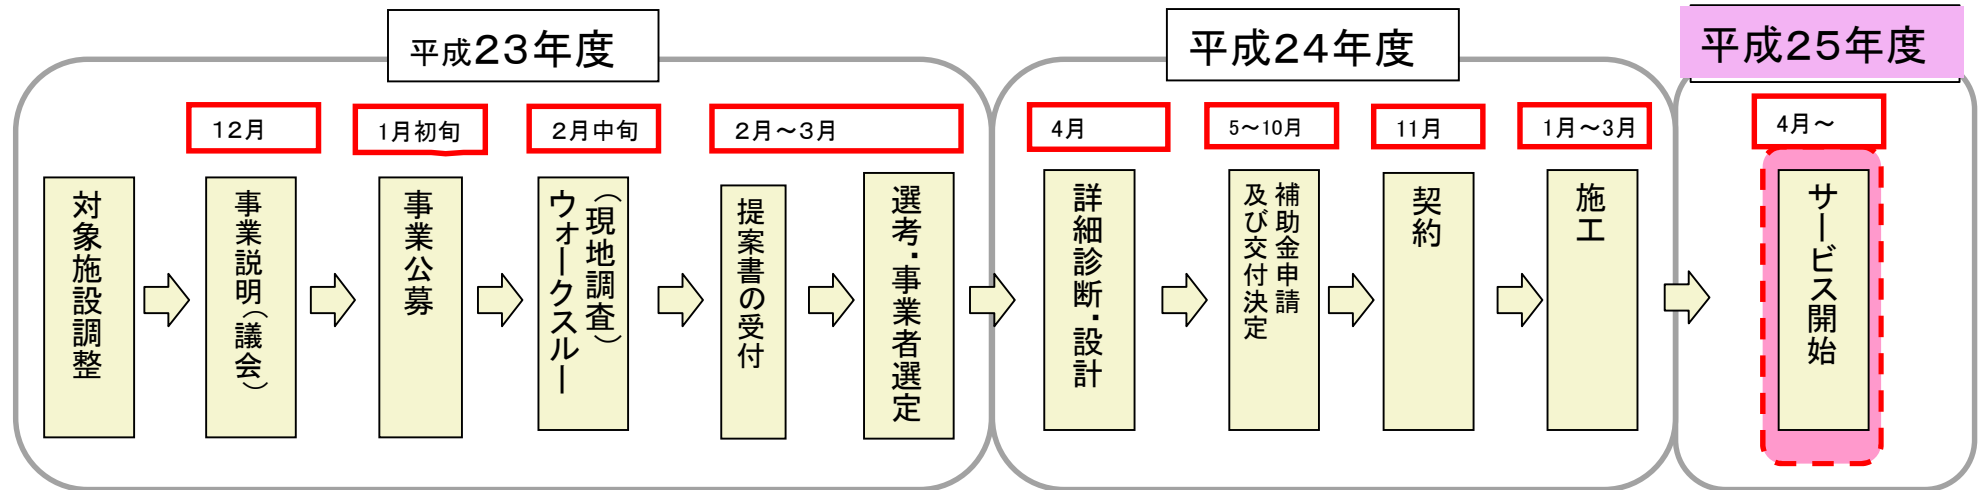 平成23年度
12月
1月初旬
2月中旬
2月～3月
対象施設調整
事業説明（議会）
事業公募
ウォークスルー
（現地調査）
提案書の受付
選考・事業者選定
平成24年度
4月
5～10月
11月
1月～3月
詳細診断・設計
補助金申請
及び交付決定
契約
施工
平成25年度
4月～
サービス開始